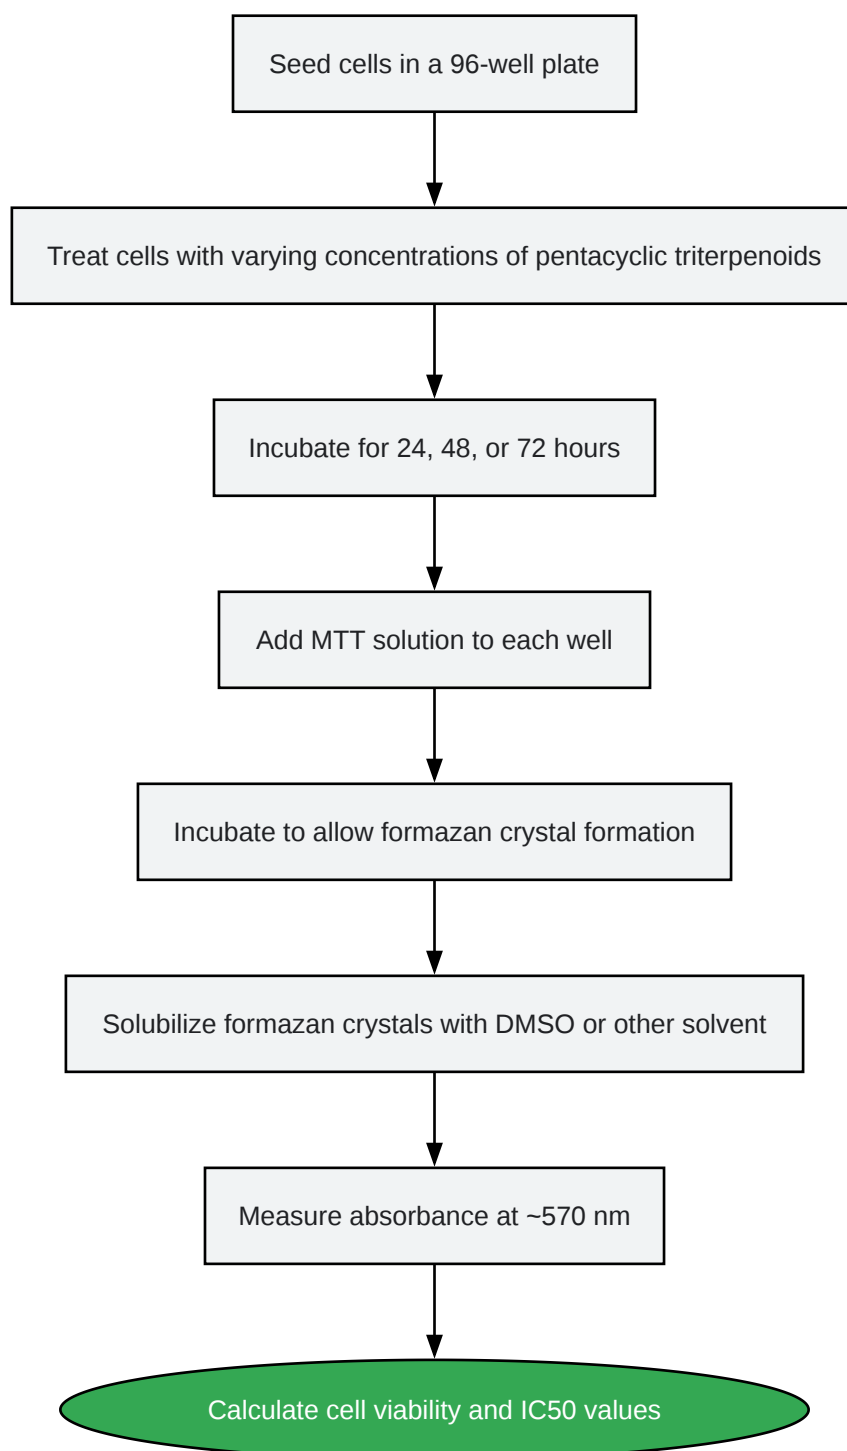 Seed cells in a 96-well plate
Treat cells with varying concentrations of pentacyclic triterpenoids
Incubate for 24, 48, or 72 hours
Add MTT solution to each well
Incubate to allow formazan crystal formation
Solubilize formazan crystals with DMSO or other solvent
Measure absorbance at ~570 nm
Calculate cell viability and IC50 values